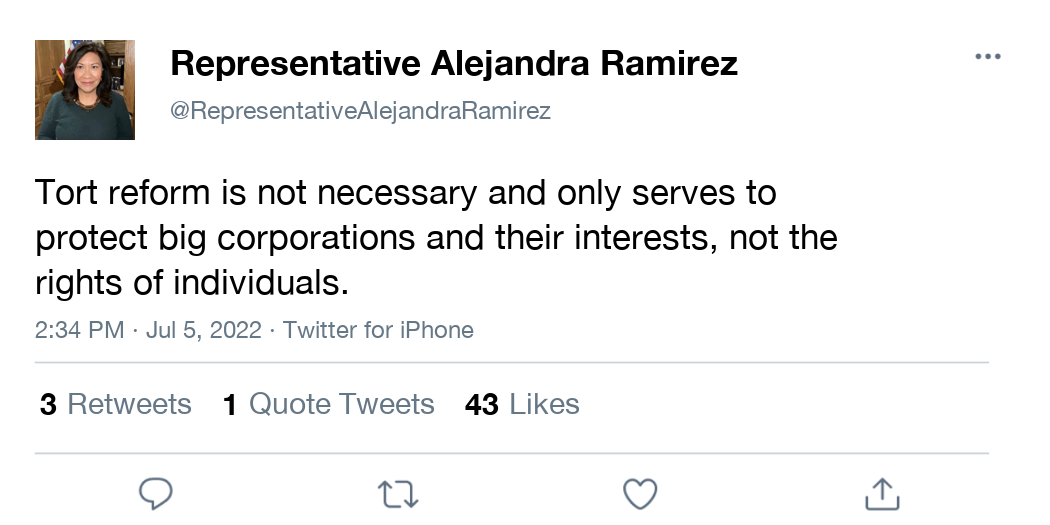 Representative Alejandra Ramirez
@RepresentativeAlejandraRamirez
Tort reform is not necessary and only serves to
protect big corporations and their interests, not the
rights of individuals.
2:34 PM · Jul 5, 2022 · Twitter for iPhone
3 Retweets 1 Quote Tweets 43 Likes